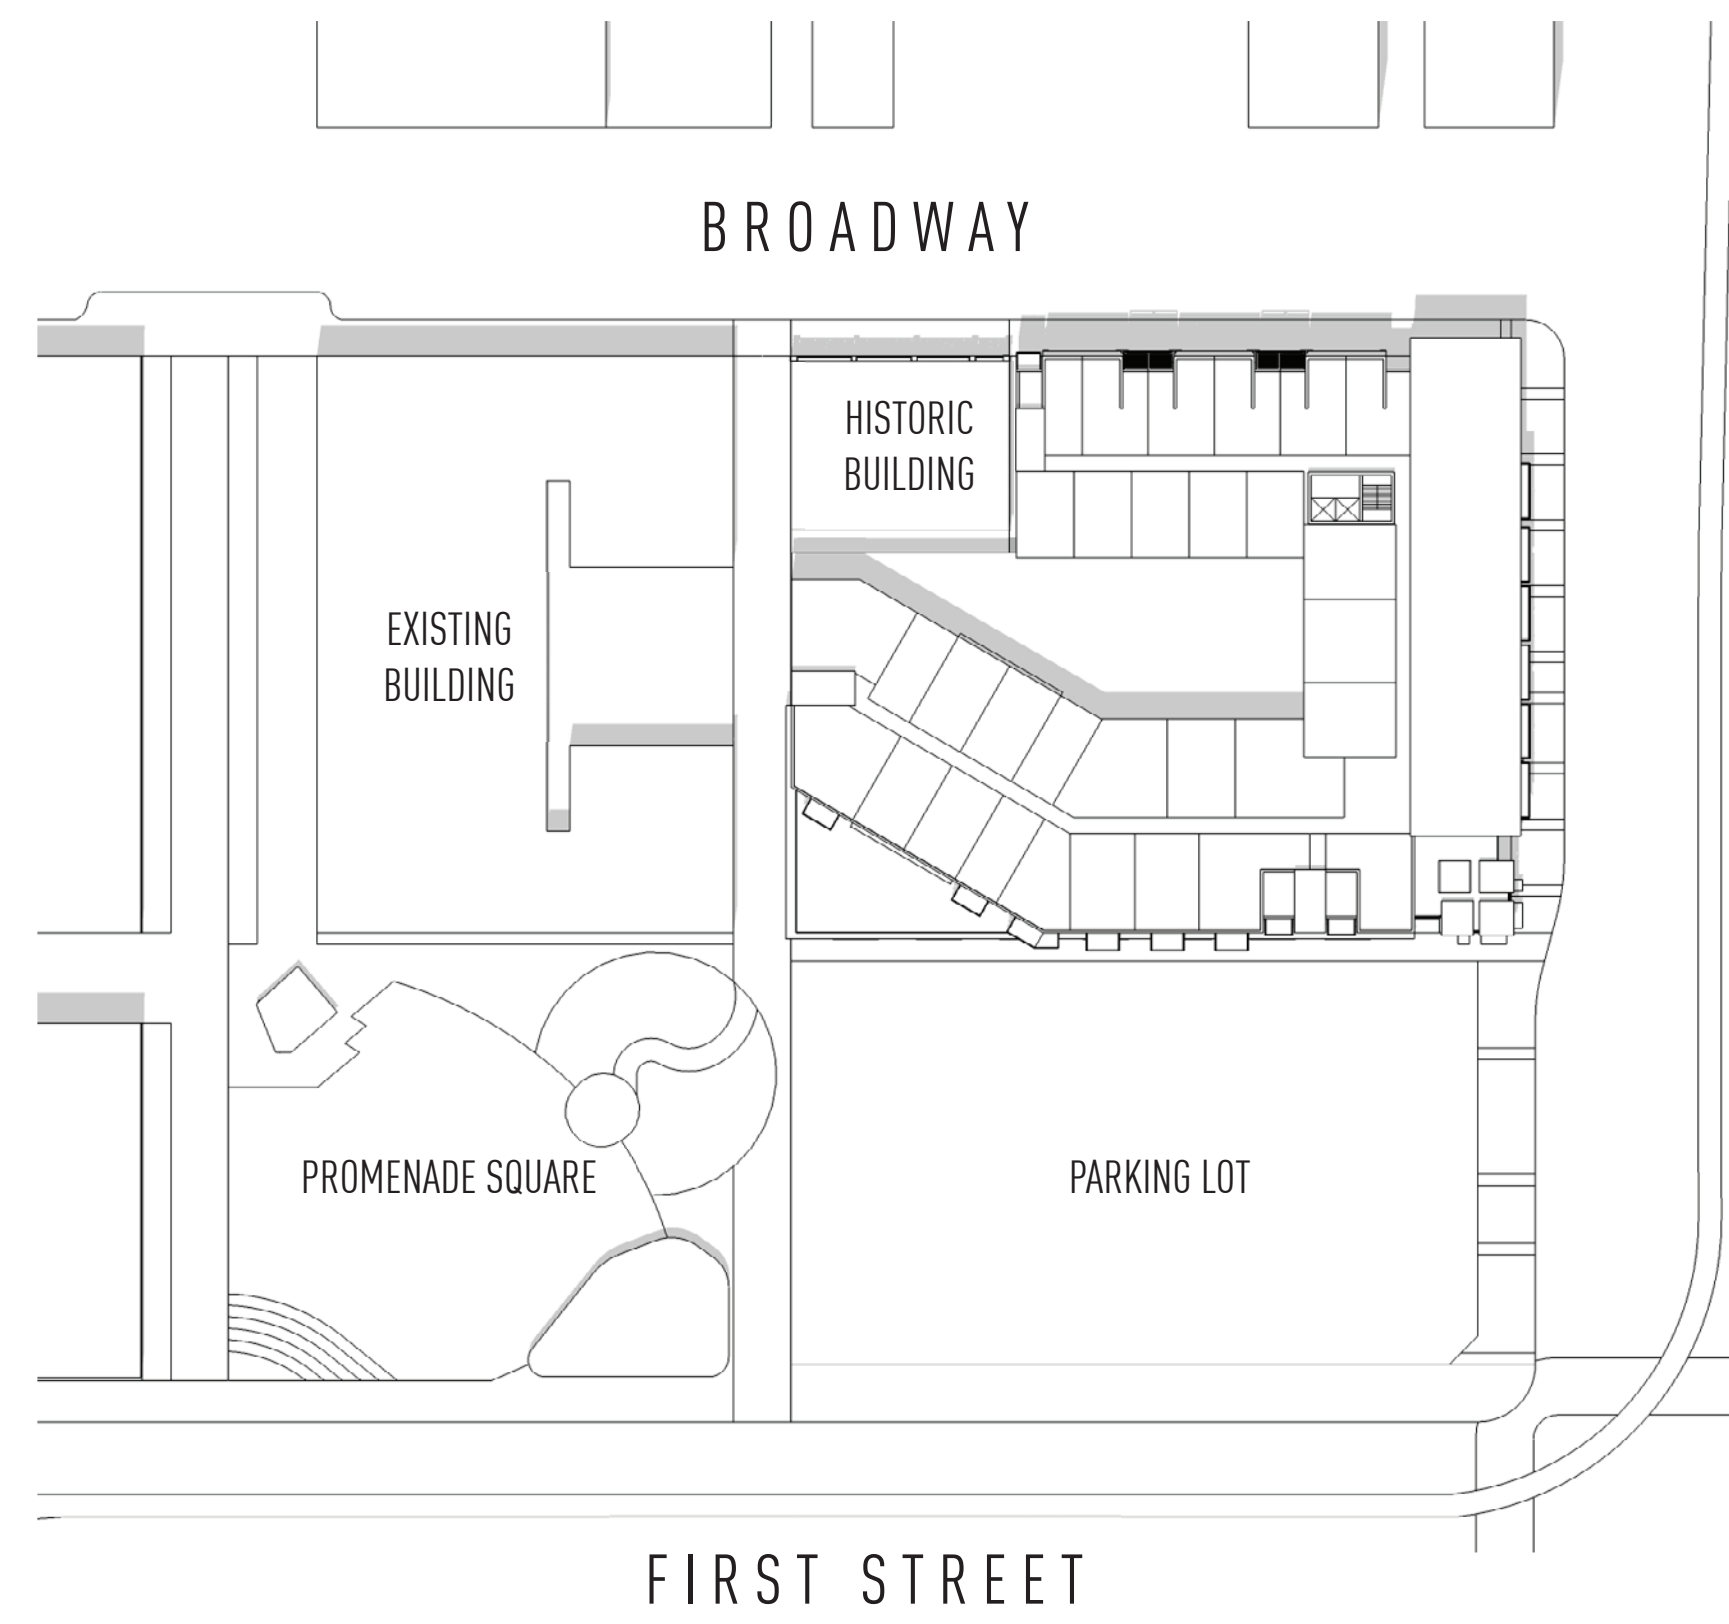 BROADWAY
HISTORIC
BUILDING
EXISTING
BUILDING
PROMENADE SQUARE
PARKING LOT
FIRST STREET